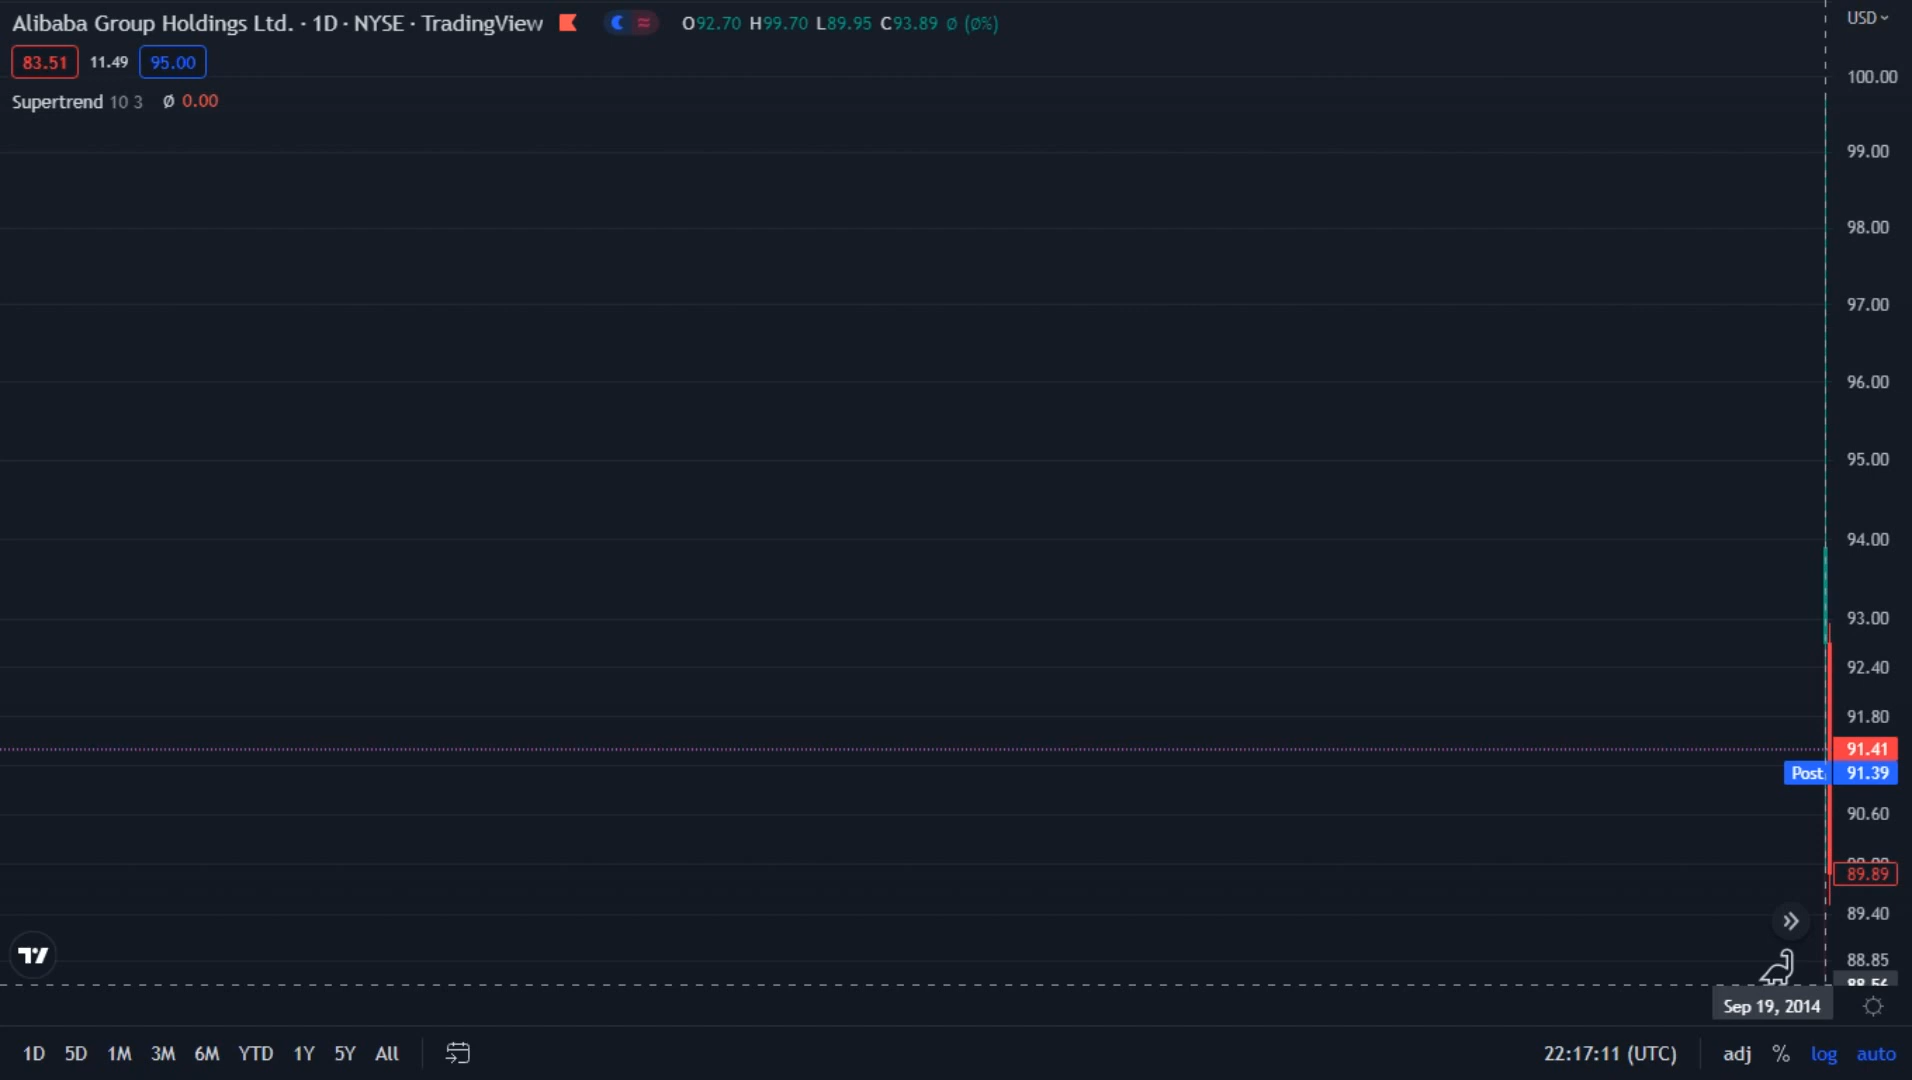 Alibaba Group Holdings Ltd. · 1D · NYSE · TradingView O92.70 H99.70 L89.95 C93.89 ∅ (∅%)
83.51 11.49 95.00
Supertrend 10 3 Ø 0.00
USD
100.00
99.00
98.00
97.00
96.00
95.00
94.00
93.00
92.40
91.80
91.41
Post 91.39
90.60
89.89
89.40
88.85
88.56
Sep 19, 2014
1D 5D 1M 3M 6M YTD 1Y 5Y All 22:17:11 (UTC) adj % log auto